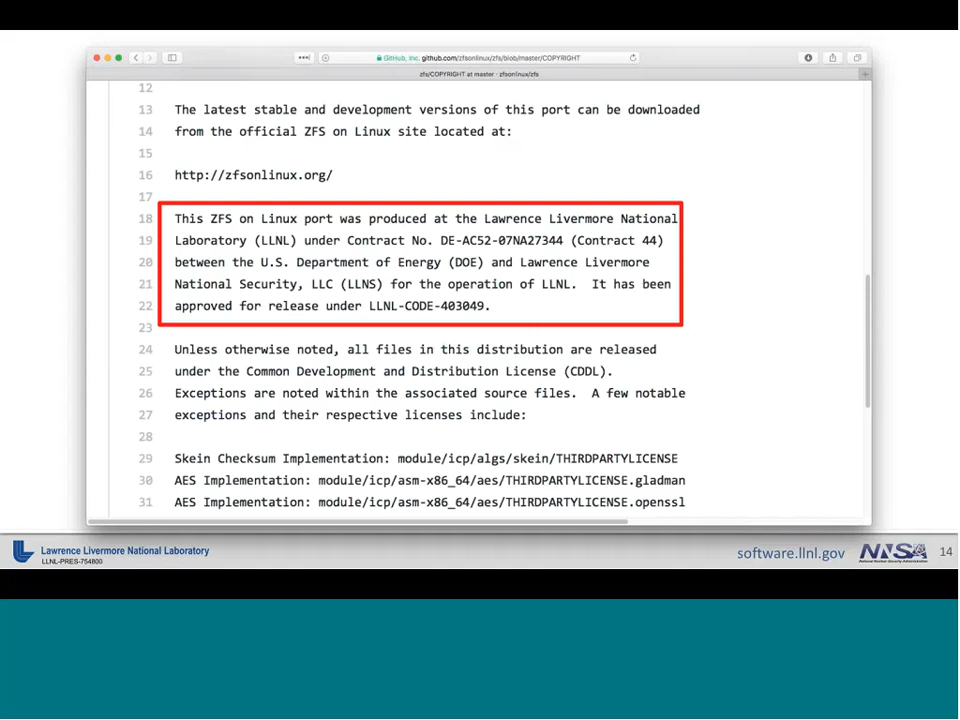 GitHub, Inc. github.com/zfsonlinux/zfs/blob/master/COPYRIGHT
zfs/COPYRIGHT at master · zfsonlinux/zfs
12
13 The latest stable and development versions of this port can be downloaded
14 from the official ZFS on Linux site located at:
15
16 http://zfsonlinux.org/
17
18 This ZFS on Linux port was produced at the Lawrence Livermore National
19 Laboratory (LLNL) under Contract No. DE-AC52-07NA27344 (Contract 44)
20 between the U.S. Department of Energy (DOE) and Lawrence Livermore
21 National Security, LLC (LLNS) for the operation of LLNL.  It has been
22 approved for release under LLNL-CODE-403049.
23
24 Unless otherwise noted, all files in this distribution are released
25 under the Common Development and Distribution License (CDDL).
26 Exceptions are noted within the associated source files.  A few notable
27 exceptions and their respective licenses include:
28
29 Skein Checksum Implementation: module/icp/algs/skein/THIRDPARTYLICENSE
30 AES Implementation: module/icp/asm-x86_64/aes/THIRDPARTYLICENSE.gladman
31 AES Implementation: module/icp/asm-x86_64/aes/THIRDPARTYLICENSE.openssl
Lawrence Livermore National Laboratory
LLNL-PRES-754800
software.llnl.gov
NNSA
National Nuclear Security Administration
14